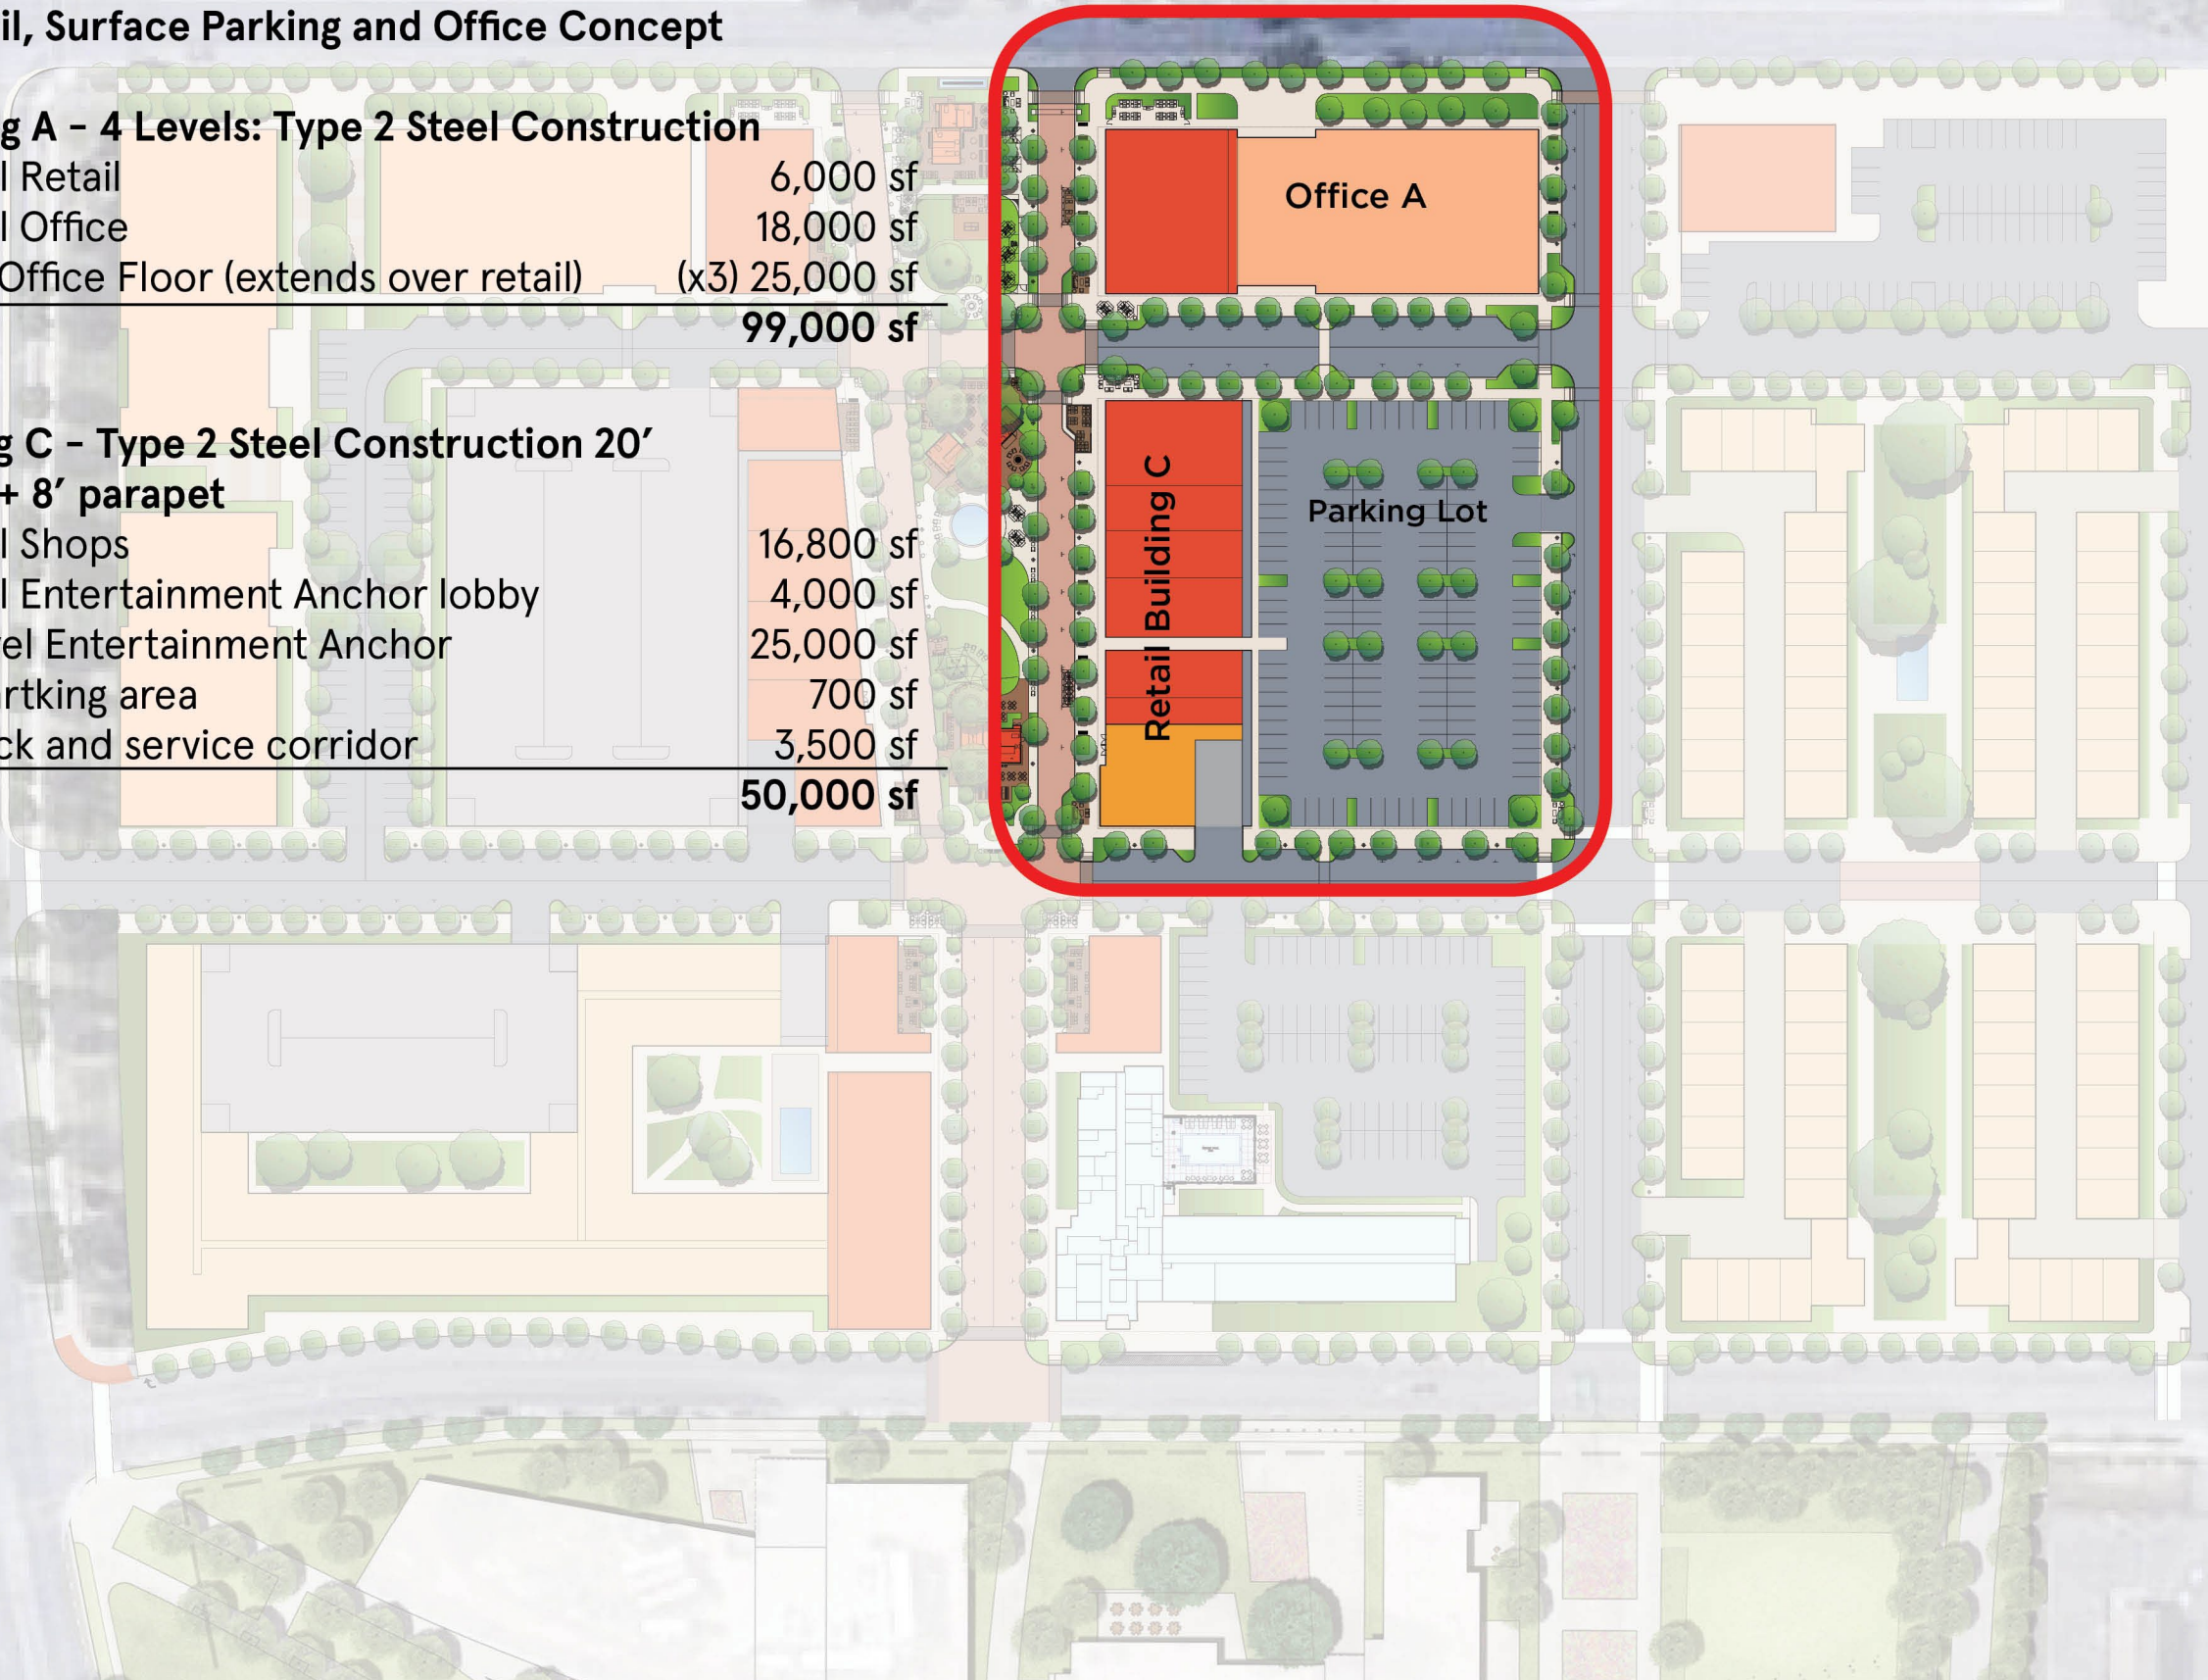 il, Surface Parking and Office Concept
g A – 4 Levels: Type 2 Steel Construction
l Retail 6,000 sf
l Office 18,000 sf
Office Floor (extends over retail) (x3) 25,000 sf
99,000 sf
g C – Type 2 Steel Construction 20′
+ 8′ parapet
l Shops 16,800 sf
l Entertainment Anchor lobby 4,000 sf
el Entertainment Anchor 25,000 sf
rtking area 700 sf
ck and service corridor 3,500 sf
50,000 sf
Office A
Retail Building C
Parking Lot